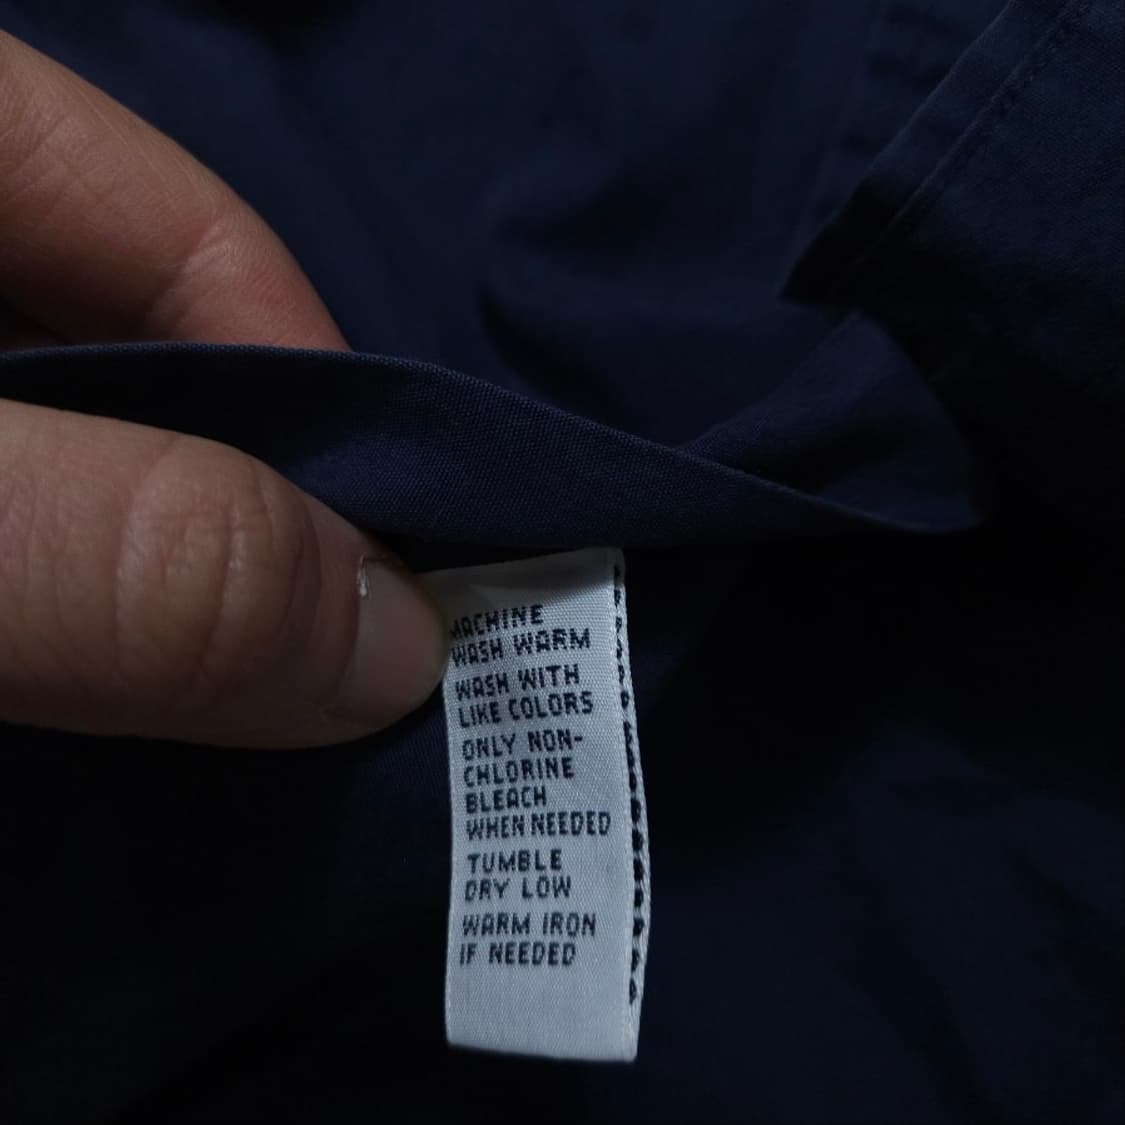 MACHINE
WASH WARM
WASH WITH
LIKE COLORS
ONLY NON-
CHLORINE
BLEACH
WHEN NEEDED
TUMBLE
DRY LOW
WARM IRON
IF NEEDED